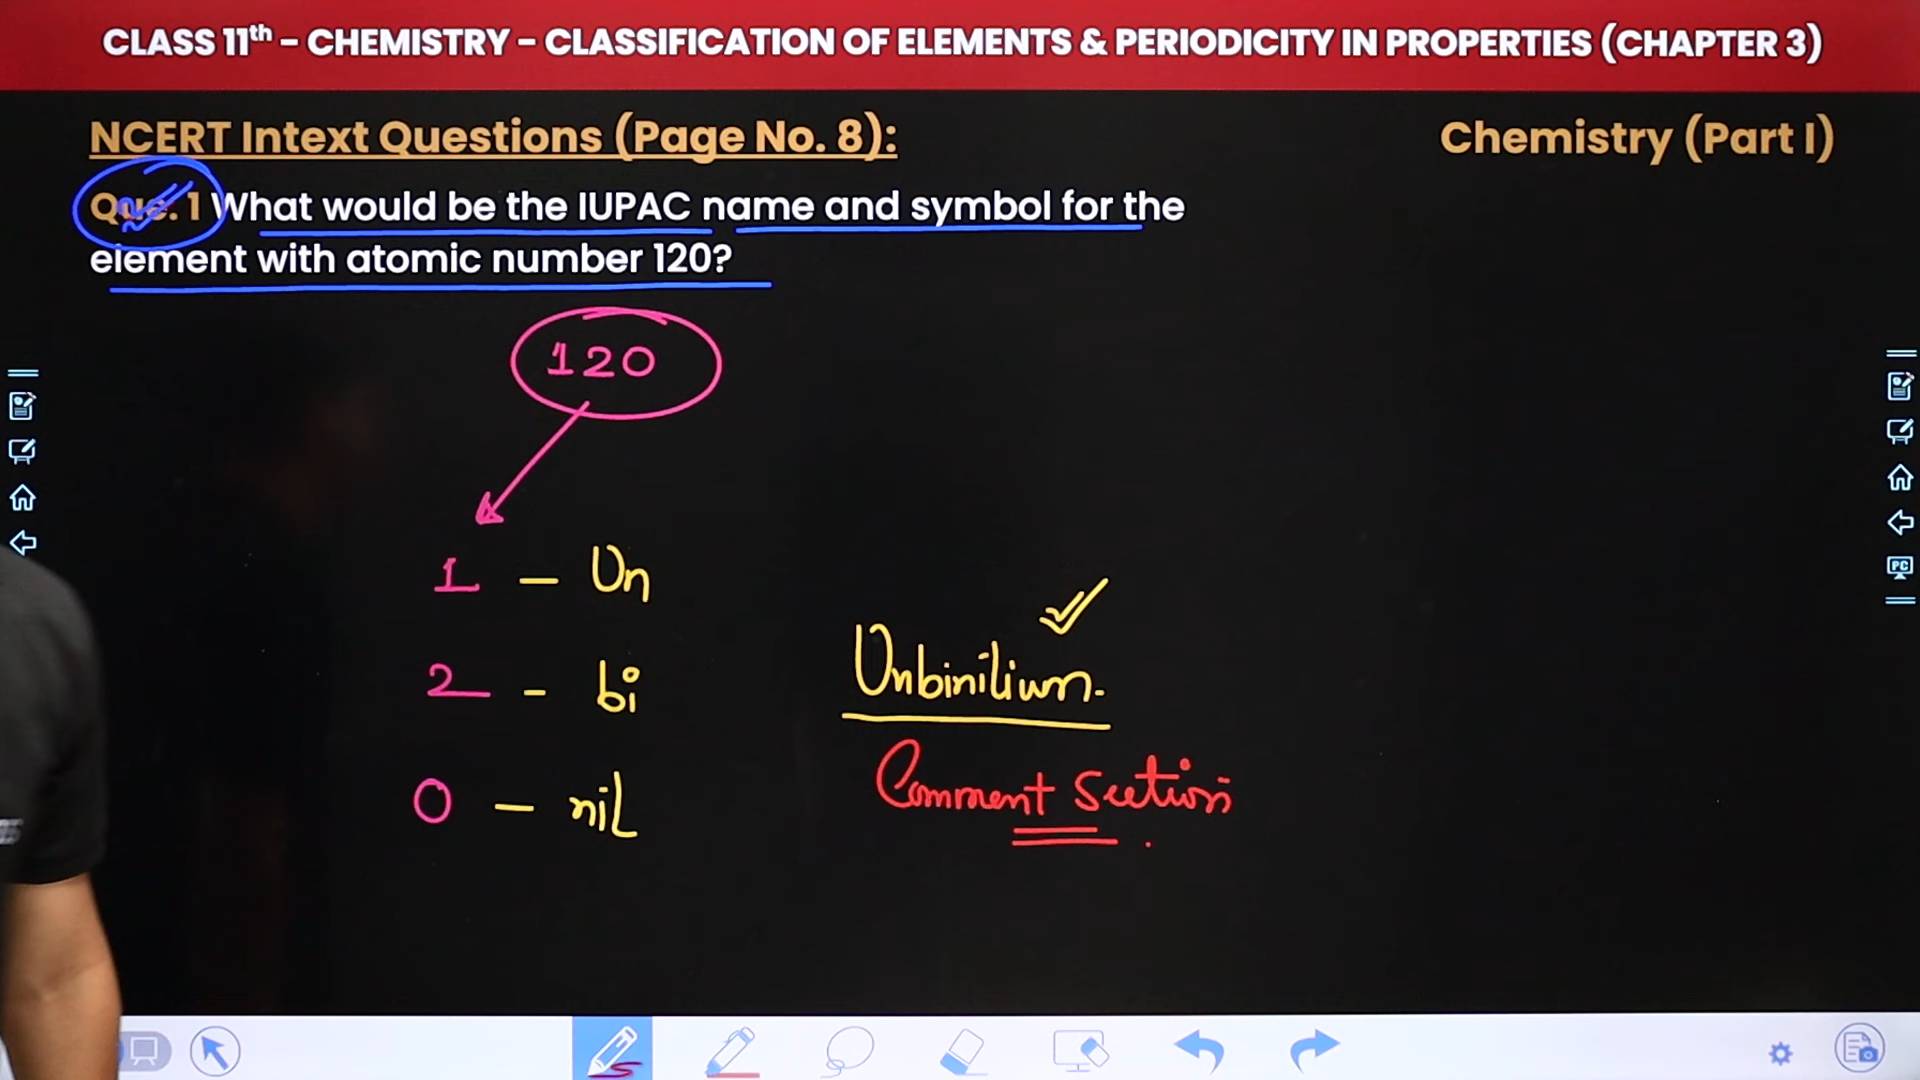 CLASS 11th – CHEMISTRY – CLASSIFICATION OF ELEMENTS & PERIODICITY IN PROPERTIES (CHAPTER 3)
NCERT Intext Questions (Page No. 8):
Chemistry (Part I)
Que. 1 What would be the IUPAC name and symbol for the
element with atomic number 120?
120
1 – Un
2 - bi
0 – nil
Unbinilium.
Comment Section
PC